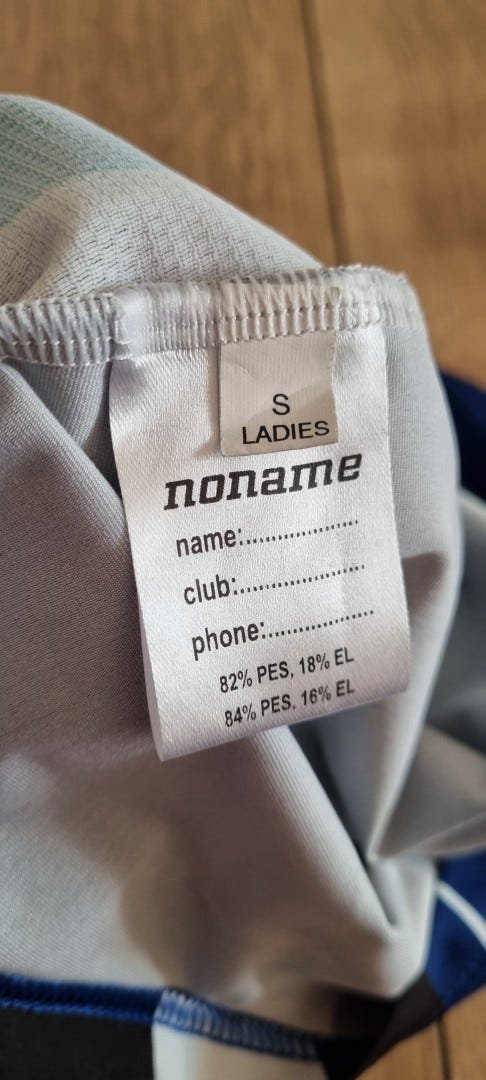 S
LADIES
noname
name:...................
club:.....................
phone:.................
82% PES, 18% EL
84% PES, 16% EL